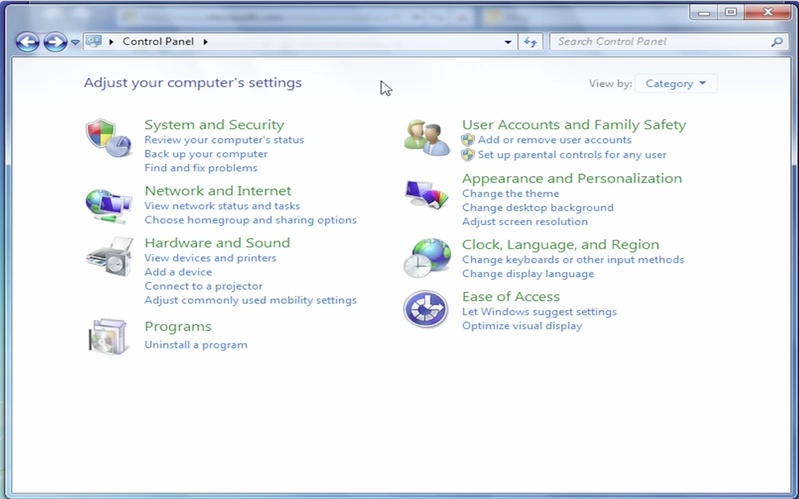 Control Panel
Search Control Panel
Adjust your computer's settings
View by: Category
System and Security
Review your computer's status
Back up your computer
Find and fix problems
Network and Internet
View network status and tasks
Choose homegroup and sharing options
Hardware and Sound
View devices and printers
Add a device
Connect to a projector
Adjust commonly used mobility settings
Programs
Uninstall a program
User Accounts and Family Safety
Add or remove user accounts
Set up parental controls for any user
Appearance and Personalization
Change the theme
Change desktop background
Adjust screen resolution
Clock, Language, and Region
Change keyboards or other input methods
Change display language
Ease of Access
Let Windows suggest settings
Optimize visual display